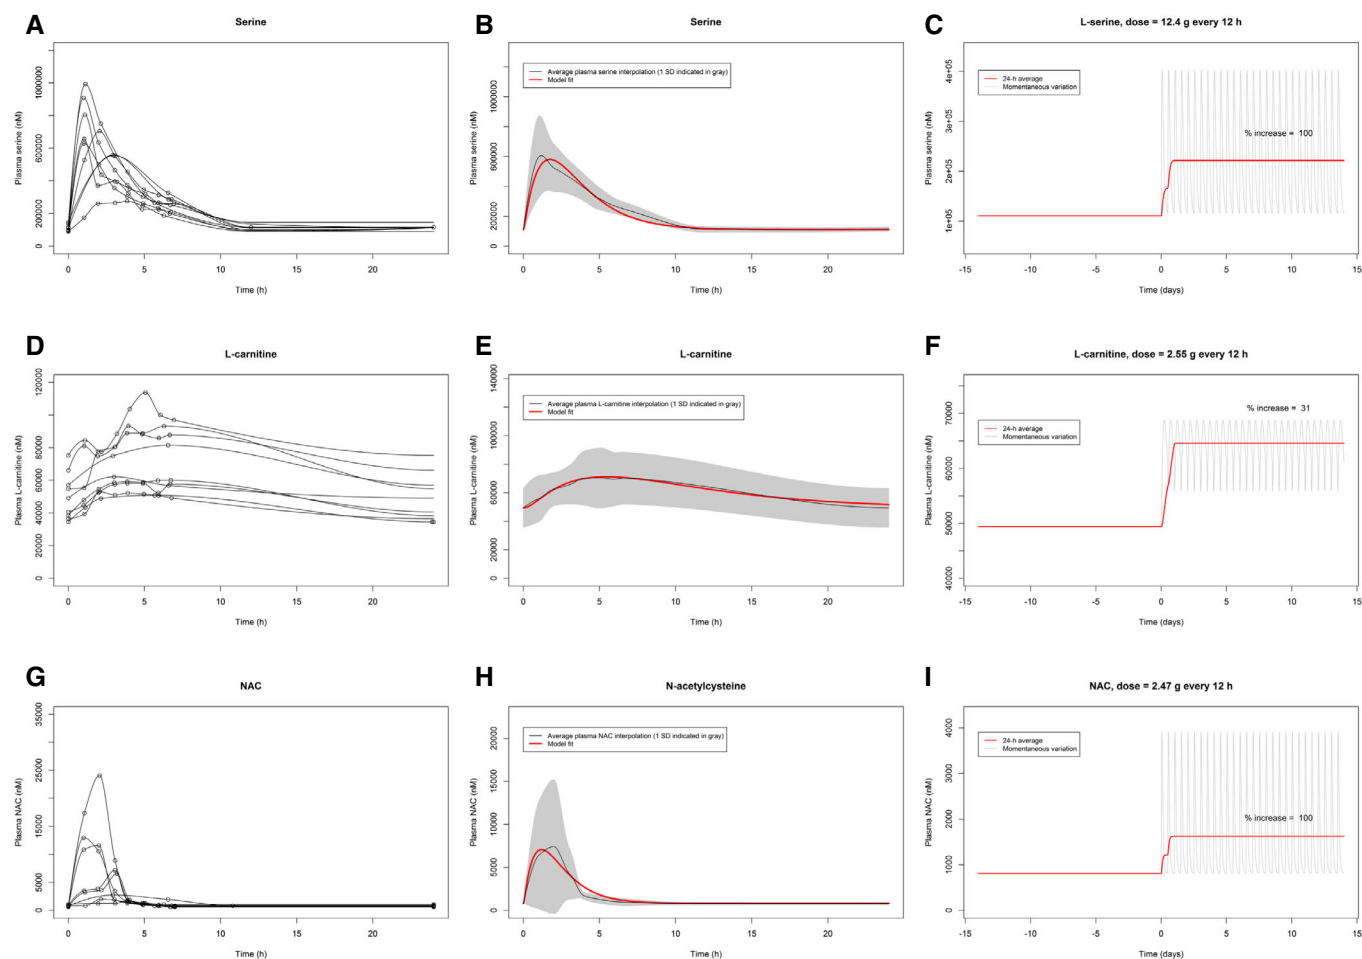 A
Serine
Plasma serine (nM)
0 200000 600000 1000000
0 5 10 15 20
Time (h)
B
Serine
Average plasma serine interpolation (1 SD indicated in gray)
Model fit
Plasma serine (nM)
0 200000 600000 1000000
0 5 10 15 20
Time (h)
C
L-serine, dose = 12.4 g every 12 h
24-h average
Momentaneous variation
% increase = 100
Plasma serine (nM)
1e+05 2e+05 3e+05 4e+05
-15 -10 -5 0 5 10 15
Time (days)
D
L-carnitine
Plasma L-carnitine (nM)
0 20000 40000 60000 80000 120000
0 5 10 15 20
Time (h)
E
L-carnitine
Average plasma L-carnitine interpolation (1 SD indicated in gray)
Model fit
Plasma L-carnitine (nM)
0 20000 60000 100000 140000
0 5 10 15 20
Time (h)
F
L-carnitine, dose = 2.55 g every 12 h
24-h average
Momentaneous variation
% increase = 31
Plasma L-carnitine (nM)
40000 50000 60000 70000
-15 -10 -5 0 5 10 15
Time (days)
G
NAC
Plasma NAC (nM)
0 5000 15000 25000 35000
0 5 10 15 20
Time (h)
H
N-acetylcysteine
Average plasma NAC interpolation (1 SD indicated in gray)
Model fit
Plasma NAC (nM)
0 5000 10000 15000 20000
0 5 10 15 20
Time (h)
I
NAC, dose = 2.47 g every 12 h
24-h average
Momentaneous variation
% increase = 100
Plasma NAC (nM)
0 1000 2000 3000 4000
-15 -10 -5 0 5 10 15
Time (days)